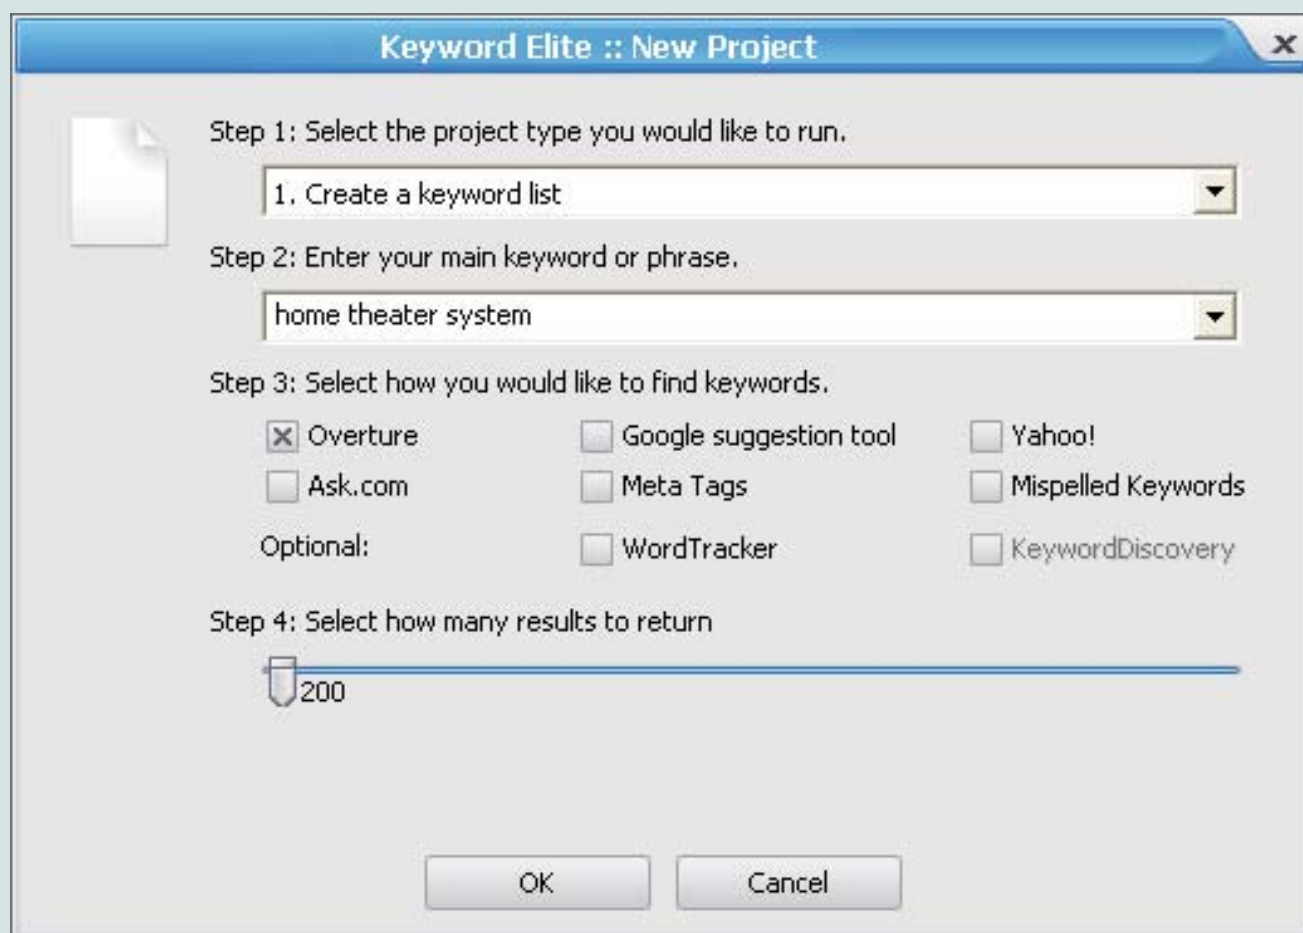 Keyword Elite :: New Project
Step 1: Select the project type you would like to run.
1. Create a keyword list
Step 2: Enter your main keyword or phrase.
home theater system
Step 3: Select how you would like to find keywords.
Overture Google suggestion tool Yahoo!
Ask.com Meta Tags Mispelled Keywords
Optional: WordTracker KeywordDiscovery
Step 4: Select how many results to return
200
OK Cancel